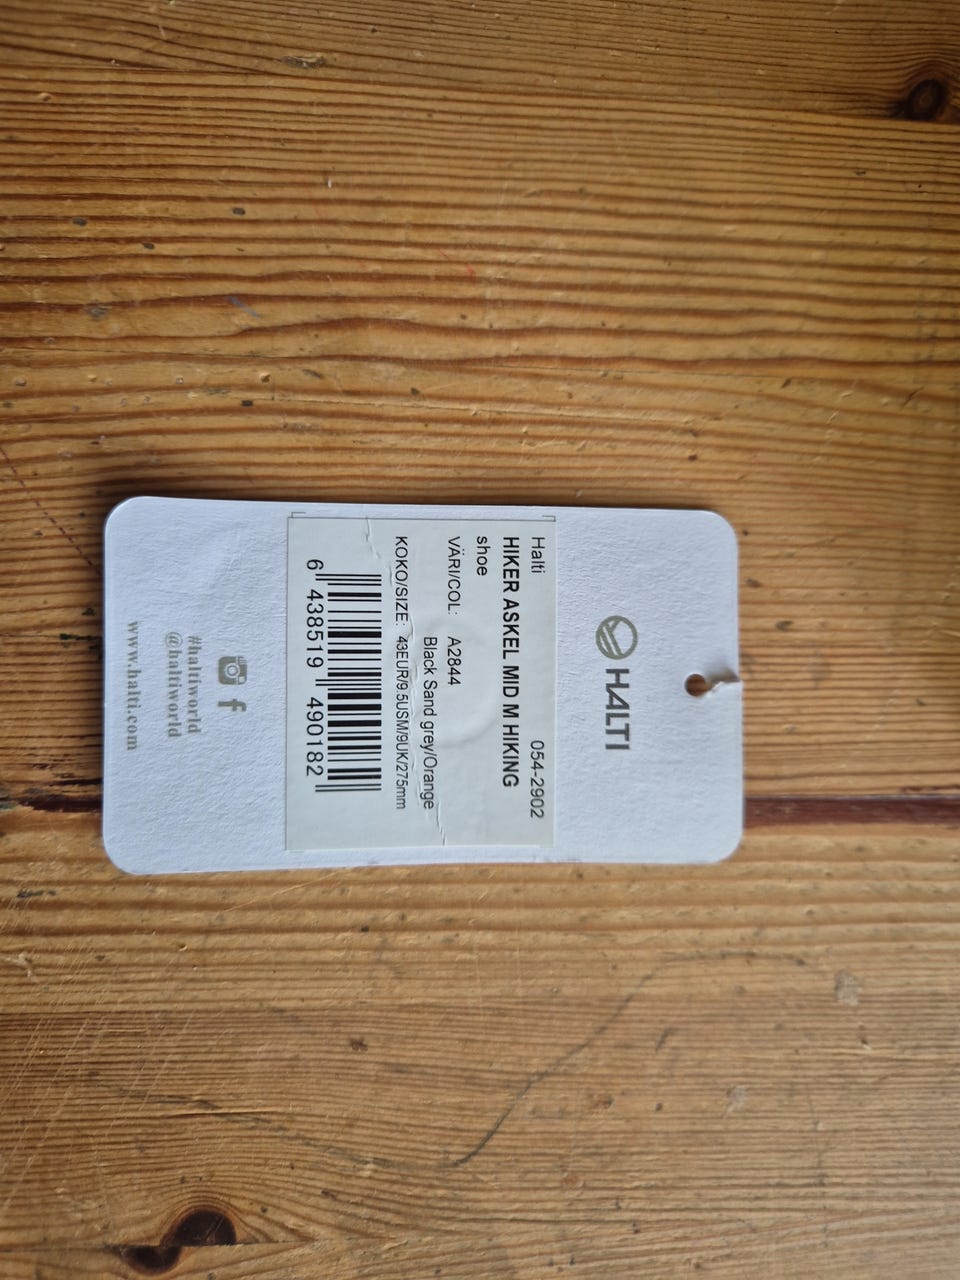 HALTI
Halti 054-2902
HIKER ASKEL MID M HIKING
shoe
VÄRI/COL: A2844
Black Sand grey/Orange
KOKO/SIZE: 43EUR/9.5USM/9UK/275mm
6 438519 490182
#haltiworld
@haltiworld
www.halti.com